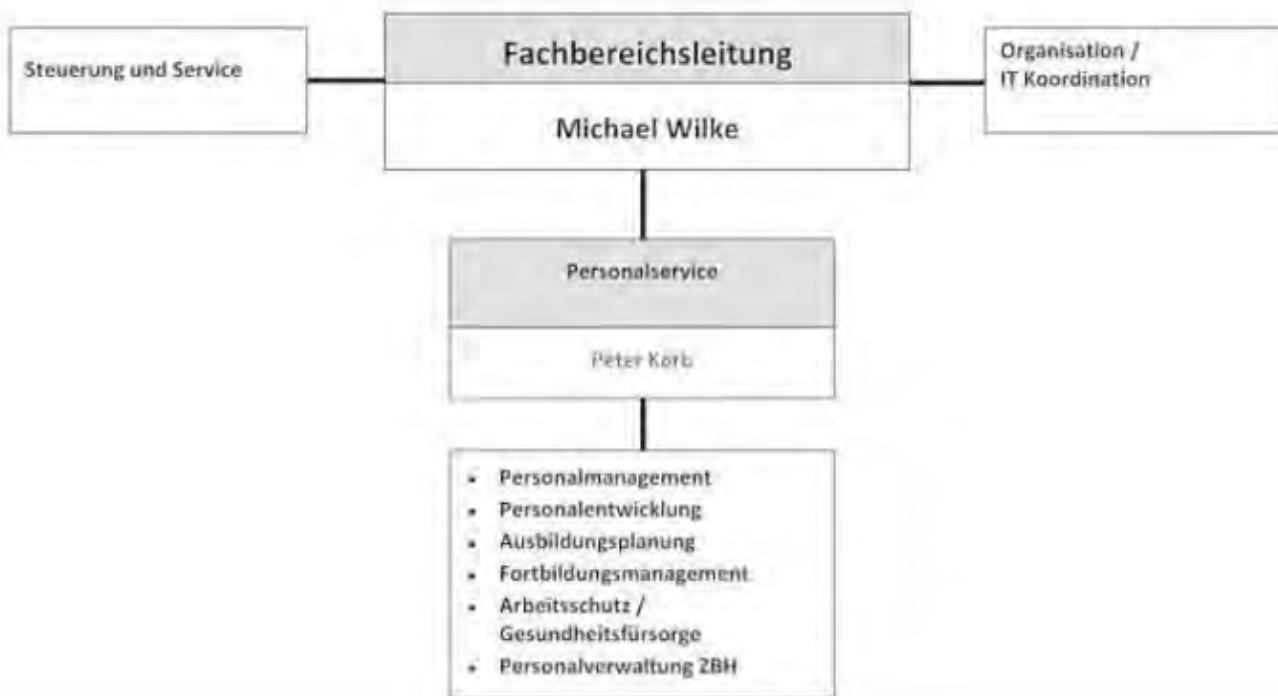 Steuerung und Service
Fachbereichsleitung
Michael Wilke
Organisation /
IT Koordination
Personalservice
Peter Korb
• Personalmanagement
• Personalentwicklung
• Ausbildungsplanung
• Fortbildungsmanagement
• Arbeitsschutz /
Gesundheitsfürsorge
• Personalverwaltung ZBH